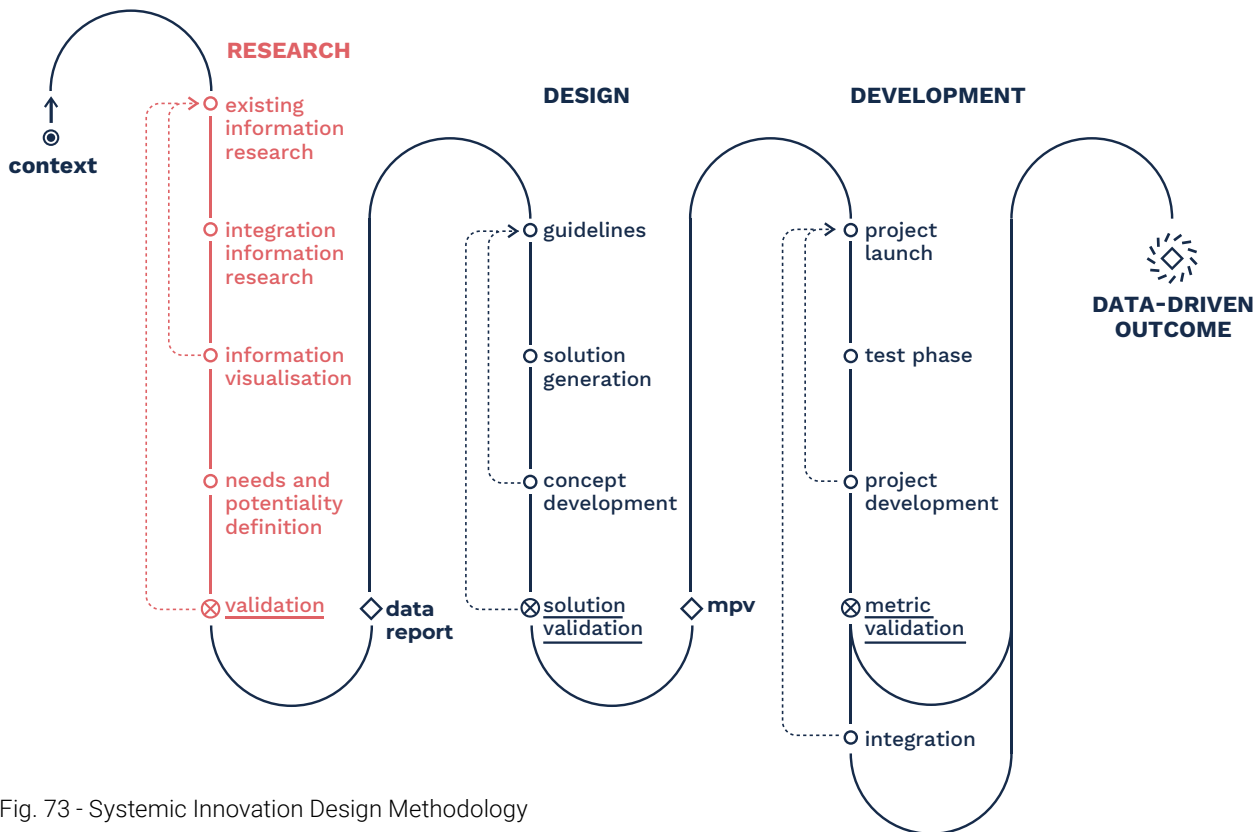 context
RESEARCH
existing
information
research
integration
information
research
information
visualisation
needs and
potentiality
definition
validation
data
report
DESIGN
guidelines
solution
generation
concept
development
solution
validation
mpv
DEVELOPMENT
project
launch
test phase
project
development
metric
validation
integration
DATA-DRIVEN
OUTCOME
Fig. 73 - Systemic Innovation Design Methodology